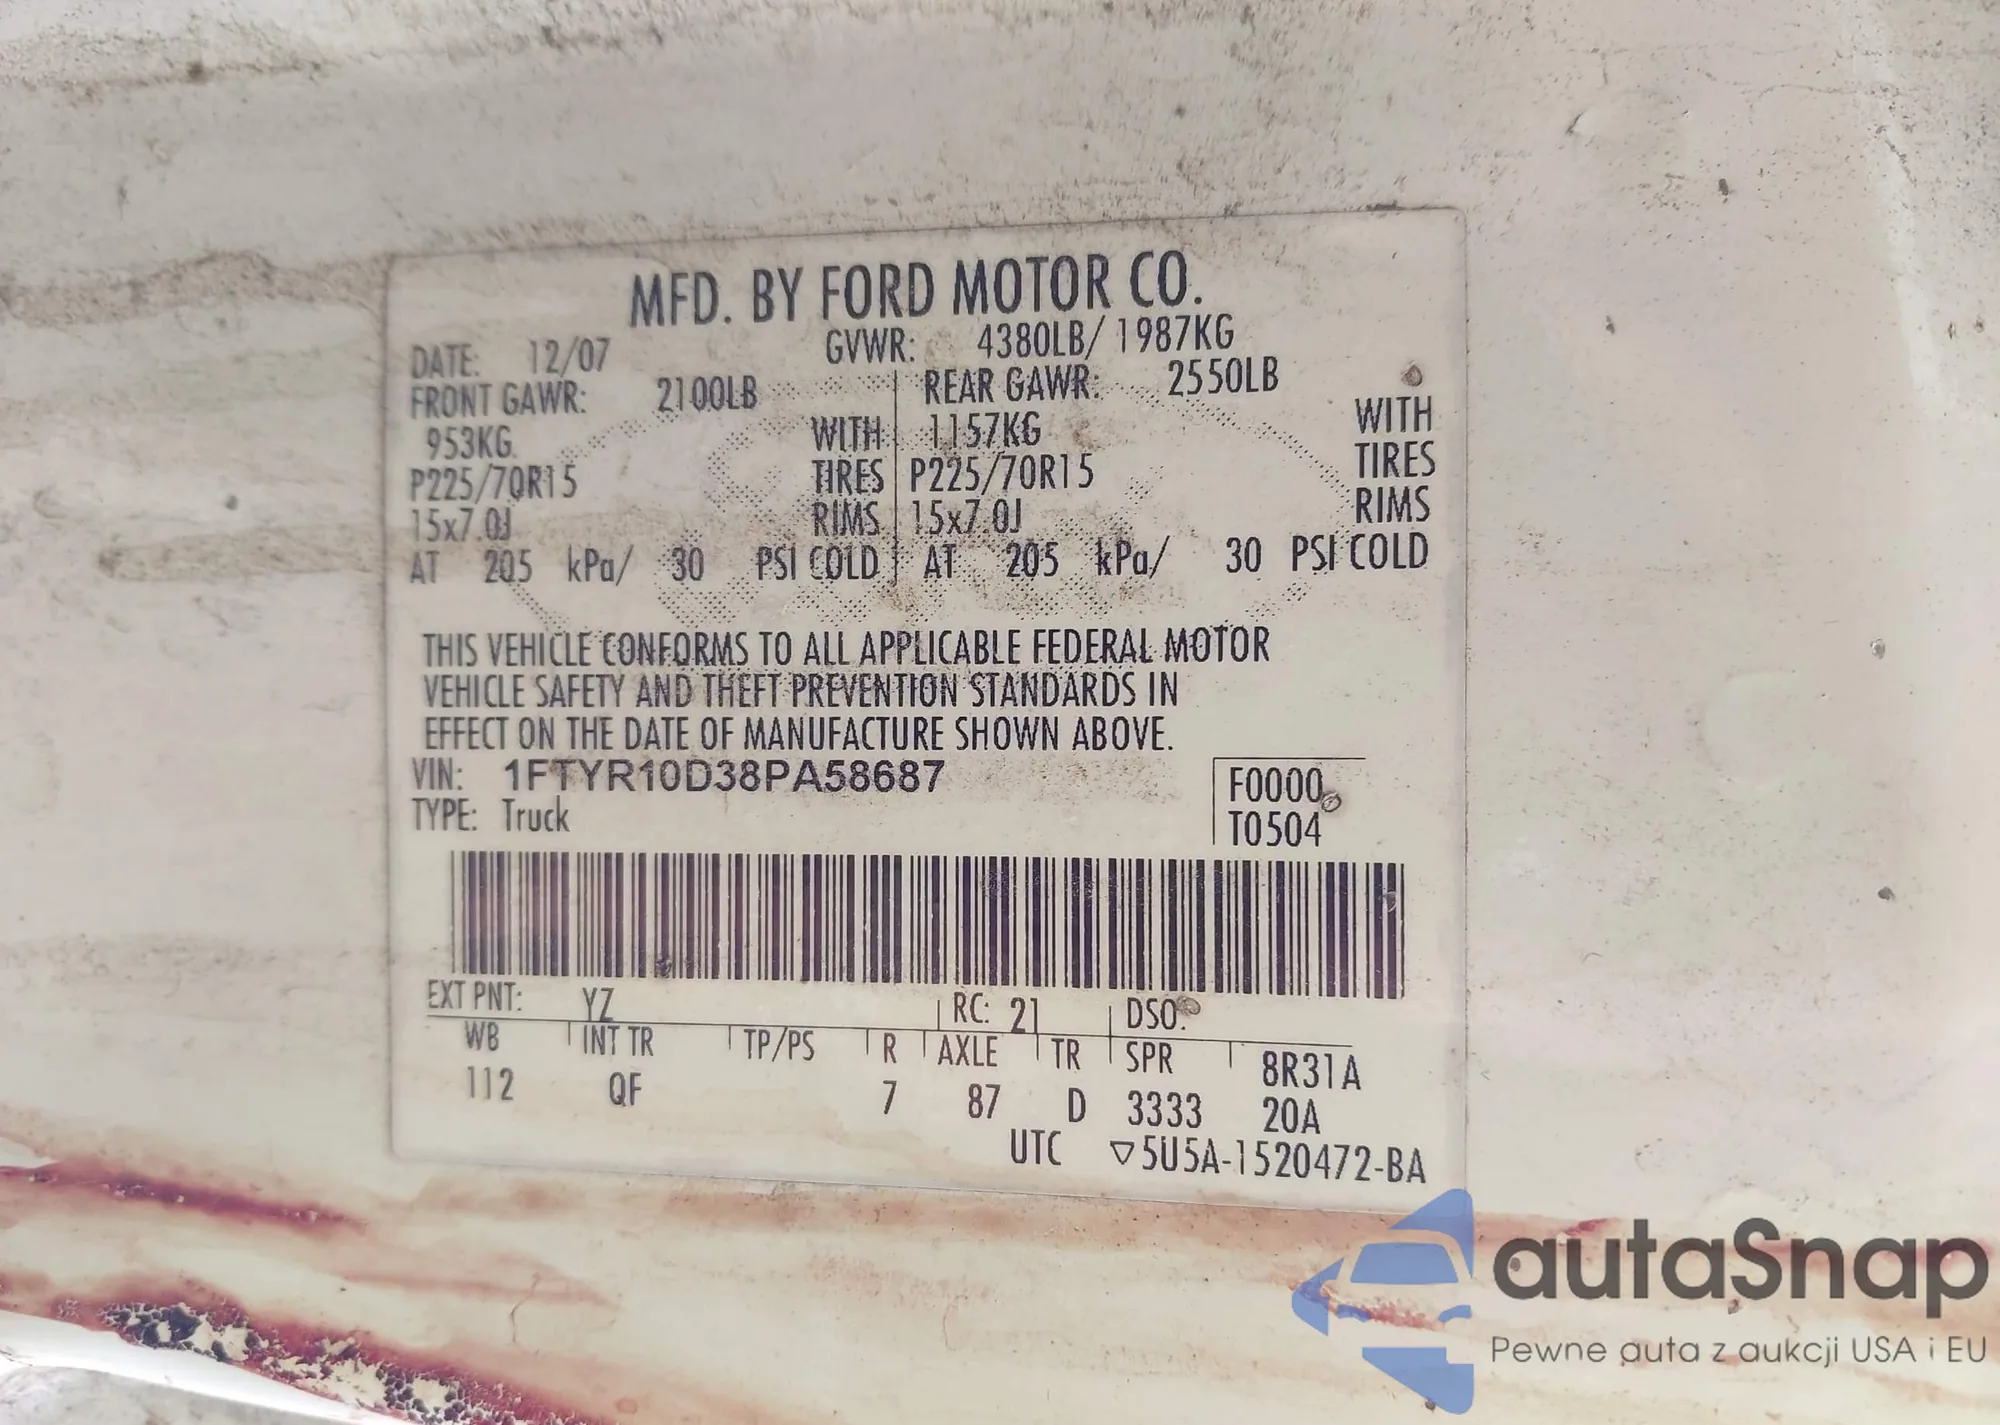 MFD. BY FORD MOTOR CO.
DATE: 12/07 GVWR: 4380LB/ 1987KG
FRONT GAWR: 2100LB REAR GAWR: 2550LB
953KG WITH 1157KG WITH
P225/70R15 TIRES P225/70R15 TIRES
15x7.0J RIMS 15x7.0J RIMS
AT 205 kPa/ 30 PSI COLD AT 205 kPa/ 30 PSI COLD
THIS VEHICLE CONFORMS TO ALL APPLICABLE FEDERAL MOTOR
VEHICLE SAFETY AND THEFT PREVENTION STANDARDS IN
EFFECT ON THE DATE OF MANUFACTURE SHOWN ABOVE.
VIN: 1FTYR10D38PA58687 F0000
TYPE: Truck T0504
EXT PNT: YZ RC: 21 DSO:
WB INT TR TP/PS R AXLE TR SPR 8R31A
112 QF 7 87 D 3333 20A
UTC ▽5U5A-1520472-BA
autaSnap
Pewne auta z aukcji USA i EU